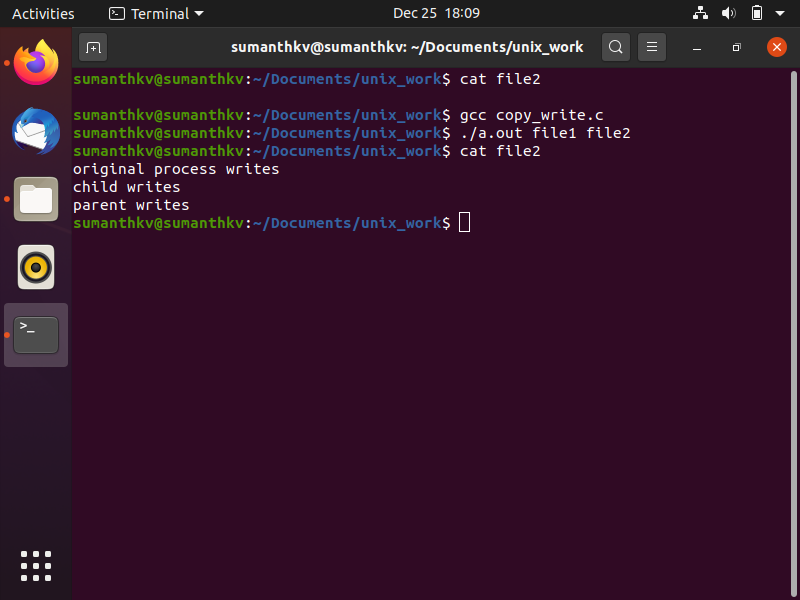 Activities
Terminal
Dec 25 18:09
sumanthkv@sumanthkv: ~/Documents/unix_work
sumanthkv@sumanthkv:~/Documents/unix_work$ cat file2
sumanthkv@sumanthkv:~/Documents/unix_work$ gcc copy_write.c
sumanthkv@sumanthkv:~/Documents/unix_work$ ./a.out file1 file2
sumanthkv@sumanthkv:~/Documents/unix_work$ cat file2
original process writes
child writes
parent writes
sumanthkv@sumanthkv:~/Documents/unix_work$